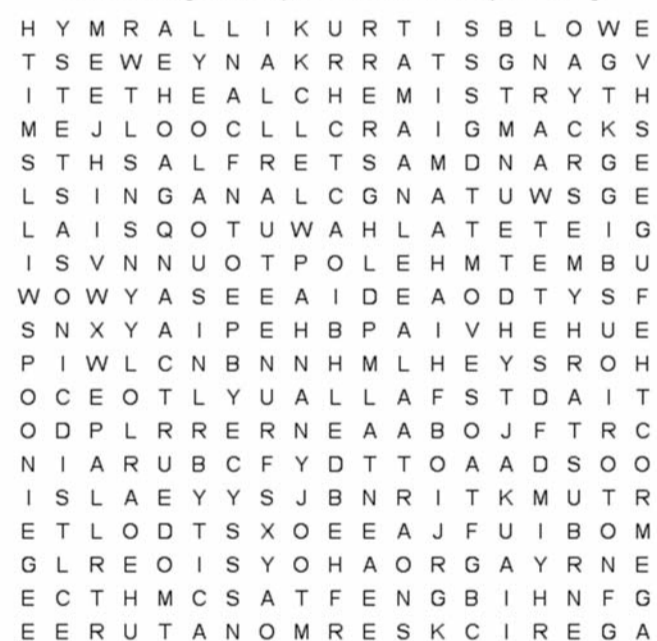 H Y M R A L L I K U R T I S B L O W E
T S E W E Y N A K R R A T S G N A G V
I T E T H E A L C H E M I S T R Y T H
M E J L O O C L L C R A I G M A C K S
S T H S A L F R E T S A M D N A R G E
L S I N G A N A L C G N A T U W S G E
L A I S Q O T U W A H L A T E T E I G
I S V N N U O T P O L E H M T E M B U
W O W Y A S E E A I D E A O D T Y S F
S N X Y A I P E H B P A I V H E H U E
P I W L C N B N N H M L H E Y S R O H
O C E O T L Y U A L L A F S T D A I T
O D P L R R E R N E A A B O J F T R C
N I A R U B C F Y D T T O A A D S O O
I S L A E Y Y S J B N R I T K M U T R
E T L O D T S X O E E A J F U I B O M
G L R E O I S Y O H A O R G A Y R N E
E C T H M C S A T F E N G B I H N F G
E E R U T A N O M R E S K C I R E G A